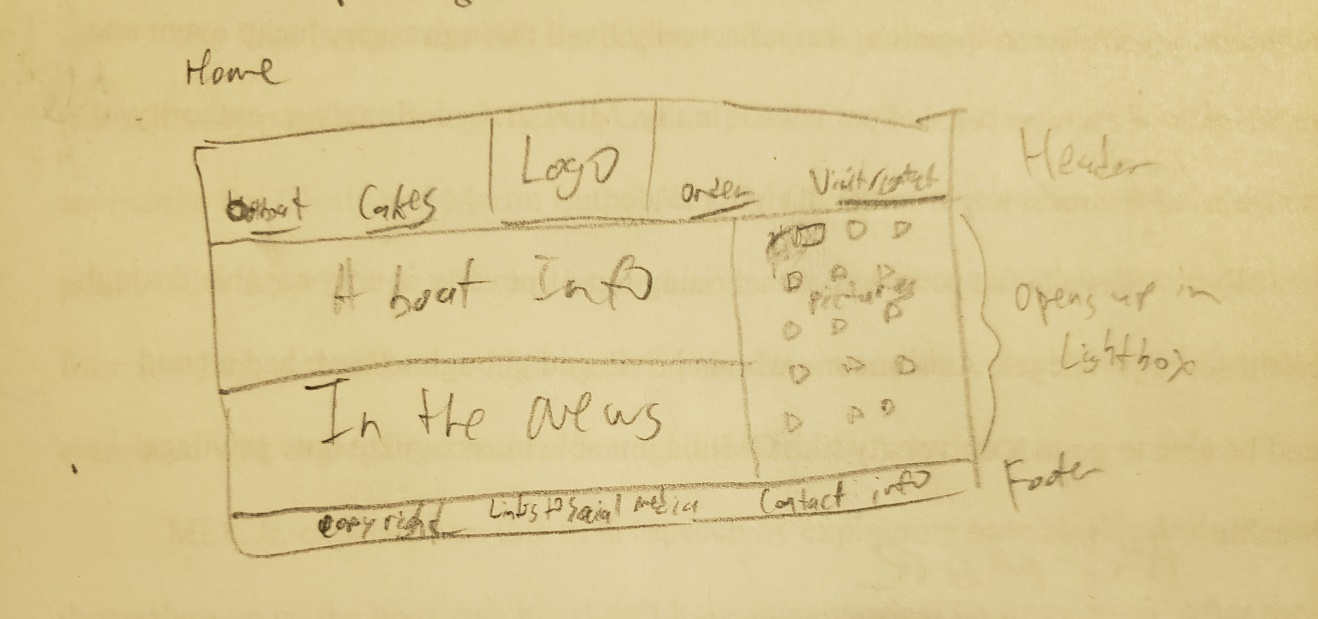 Home
Logo
Header
About Cakes order Visit/contact
About Info
pictures
opens up in
Lightbox
In the news
Footer
copyright Links to Social media Contact info